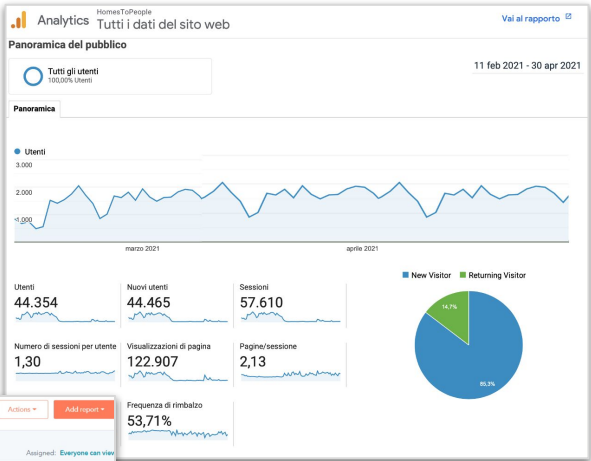 HomesToPeople
Analytics Tutti i dati del sito web
Vai al rapporto
Panoramica del pubblico
11 feb 2021 - 30 apr 2021
Tutti gli utenti
100,00% Utenti
Panoramica
Utenti
3.000
2.000
1.000
marzo 2021
aprile 2021
New Visitor Returning Visitor
Utenti
44.354
Nuovi utenti
44.465
Sessioni
57.610
14,7%
85,3%
Numero di sessioni per utente
1,30
Visualizzazioni di pagina
122.907
Pagine/sessione
2,13
Frequenza di rimbalzo
53,71%
Actions Add report
Assigned: Everyone can view